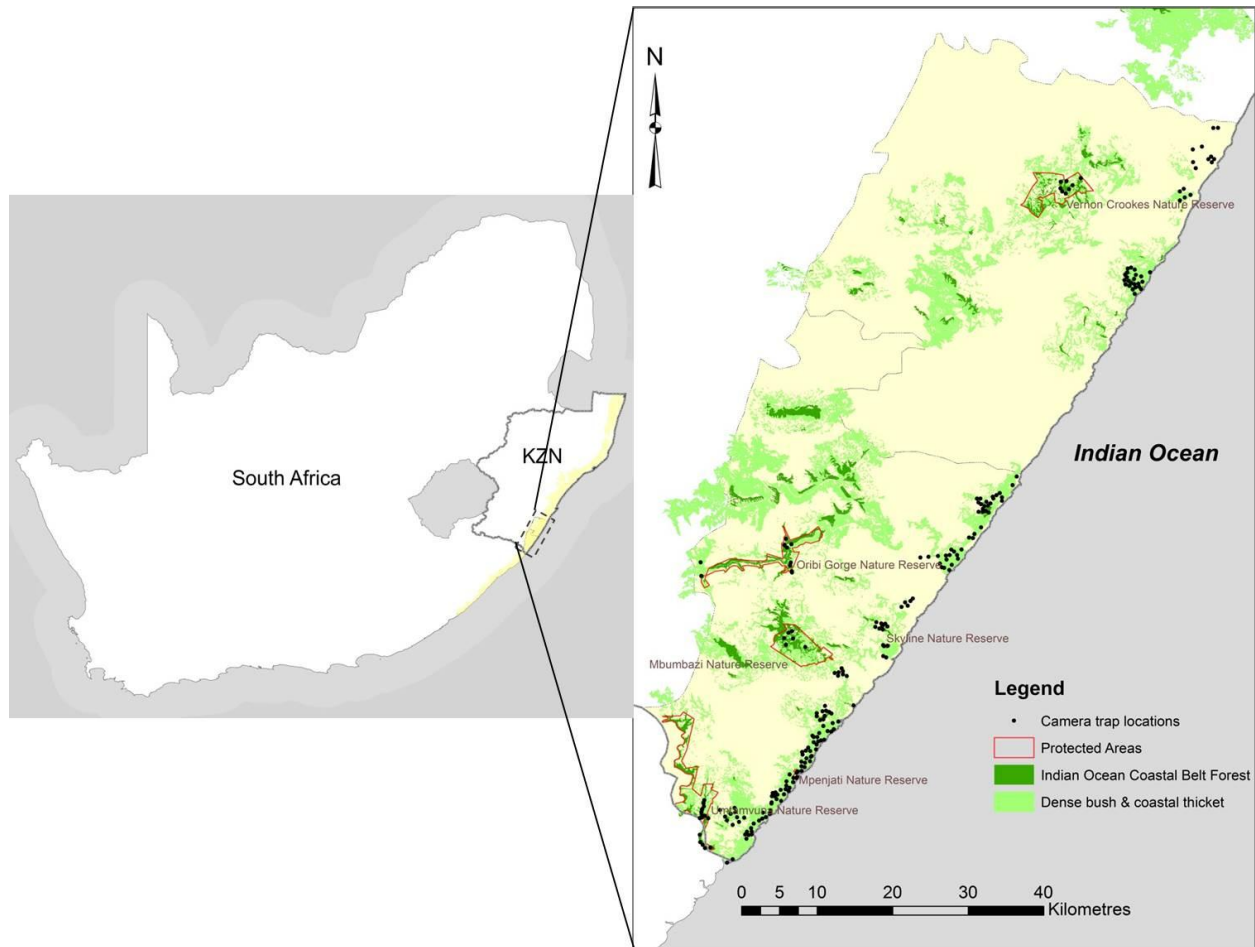 South Africa
KZN
N
Vernon Crookes Nature Reserve
Indian Ocean
Oribi Gorge Nature Reserve
Skyline Nature Reserve
Mbumbazi Nature Reserve
Mpenjati Nature Reserve
Umtamvuna Nature Reserve
Legend
Camera trap locations
Protected Areas
Indian Ocean Coastal Belt Forest
Dense bush & coastal thicket
0 5 10 20 30 40
Kilometres